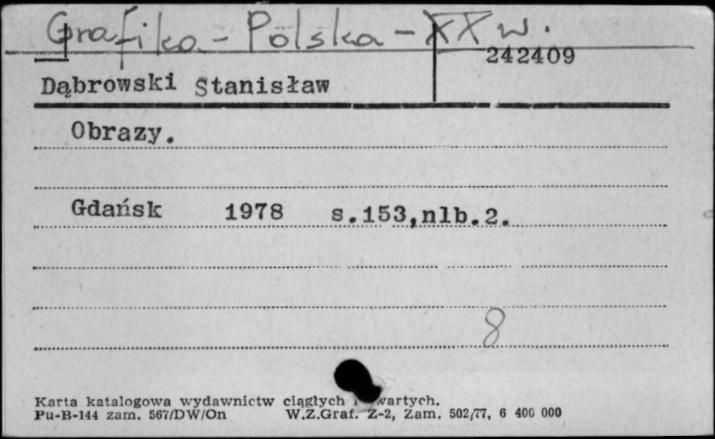 Grafika - Polska - XX w.
242409
Dąbrowski Stanisław
Obrazy.
Gdańsk 1978 s.153,nlb.2.
8
Karta katalogowa wydawnictw ciągłych
Pu-B-144 zam. 567/DW/On W.Z.Graf. Z-2, Zam. 502/77, 6 400 000